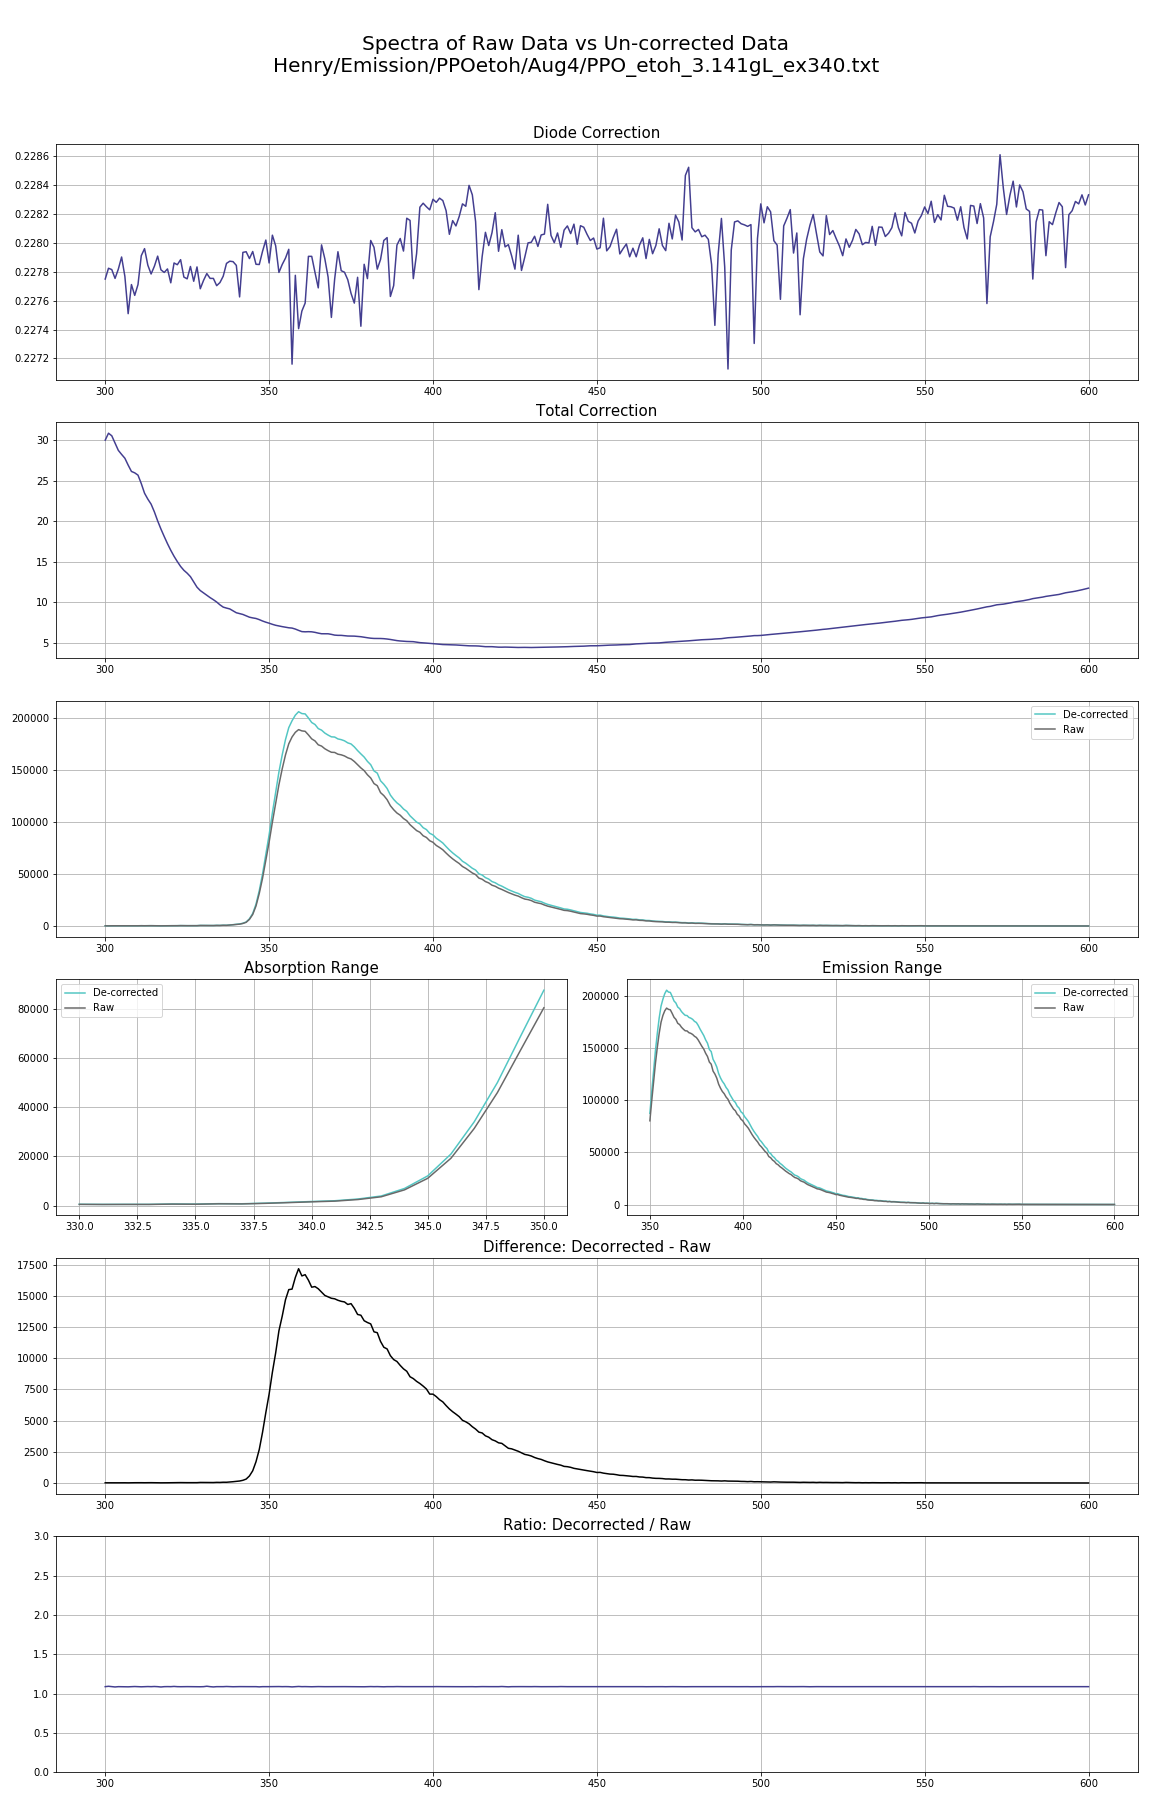 Spectra of Raw Data vs Un-corrected Data
Henry/Emission/PPOetoh/Aug4/PPO_etoh_3.141gL_ex340.txt
Diode Correction
0.2286
0.2284
0.2282
0.2280
0.2278
0.2276
0.2274
0.2272
300 350 400 450 500 550 600
Total Correction
30
25
20
15
10
5
300 350 400 450 500 550 600
De-corrected
Raw
200000
150000
100000
50000
0
300 350 400 450 500 550 600
Absorption Range
De-corrected
Raw
80000
60000
40000
20000
0
330.0 332.5 335.0 337.5 340.0 342.5 345.0 347.5 350.0
Emission Range
De-corrected
Raw
200000
150000
100000
50000
0
350 400 450 500 550 600
Difference: Decorrected - Raw
17500
15000
12500
10000
7500
5000
2500
0
300 350 400 450 500 550 600
Ratio: Decorrected / Raw
3.0
2.5
2.0
1.5
1.0
0.5
0.0
300 350 400 450 500 550 600